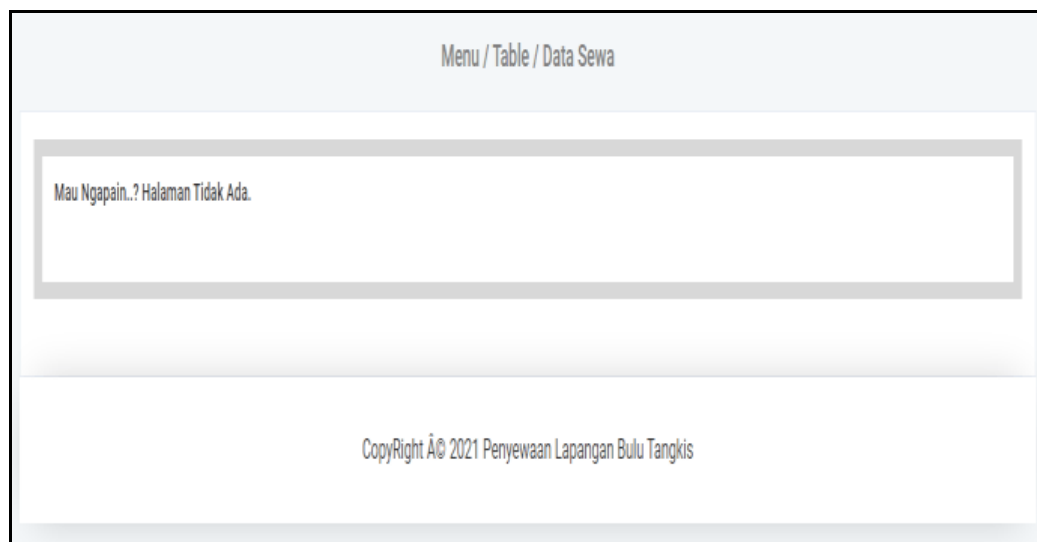 Menu / Table / Data Sewa
Mau Ngapain..? Halaman Tidak Ada.
CopyRight Â© 2021 Penyewaan Lapangan Bulu Tangkis